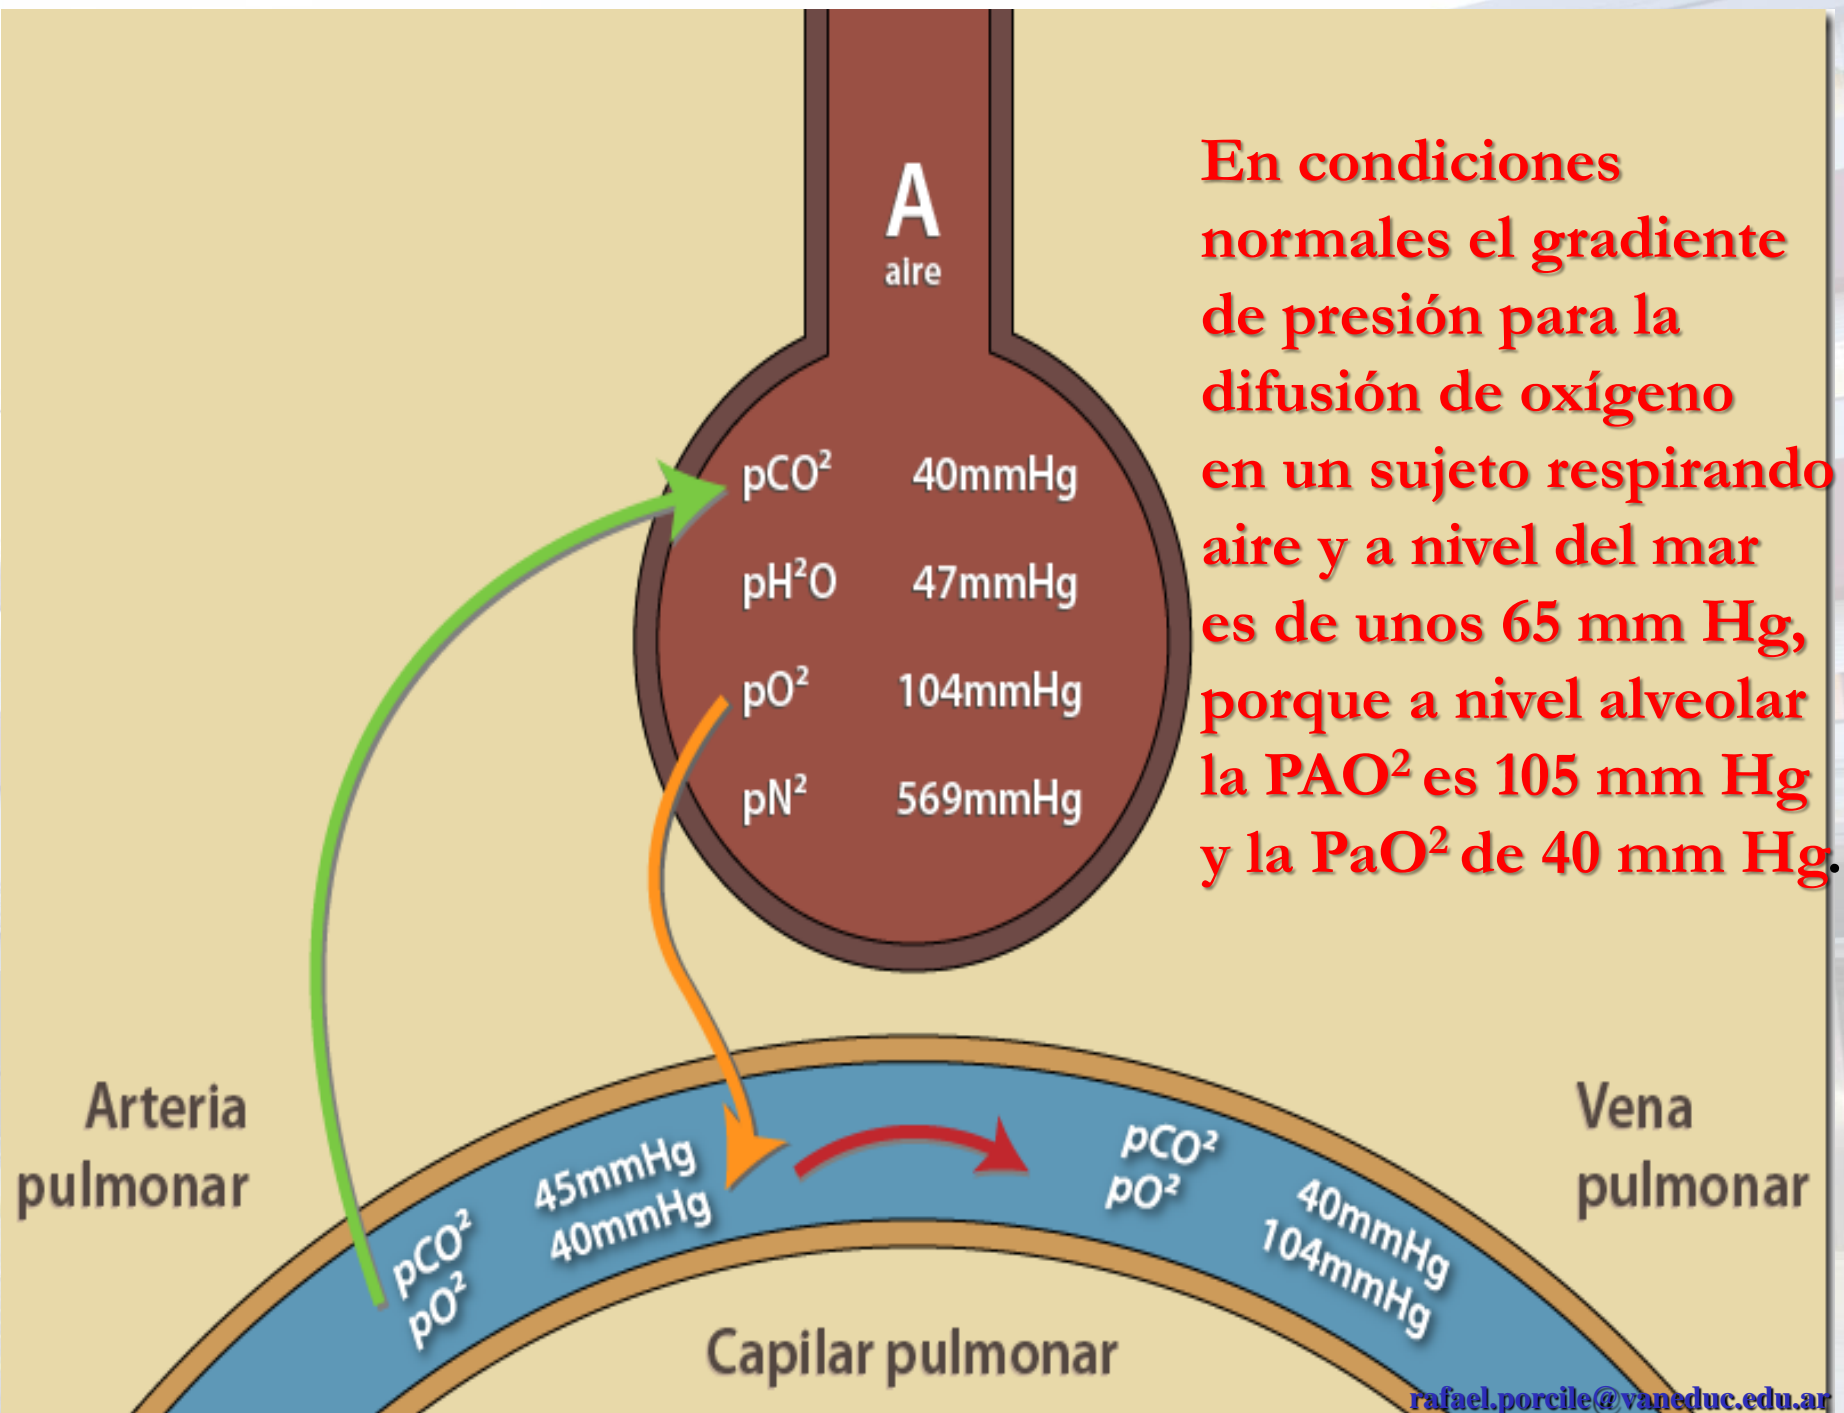 A
aire
pCO² 40mmHg
pH²O 47mmHg
pO² 104mmHg
pN² 569mmHg
En condiciones
normales el gradiente
de presión para la
difusión de oxígeno
en un sujeto respirando
aire y a nivel del mar
es de unos 65 mm Hg,
porque a nivel alveolar
la PAO² es 105 mm Hg
y la PaO² de 40 mm Hg.
Arteria
pulmonar
pCO² 45mmHg
pO² 40mmHg
pCO² 40mmHg
pO² 104mmHg
Vena
pulmonar
Capilar pulmonar
rafael.porcile@vaneduc.edu.ar